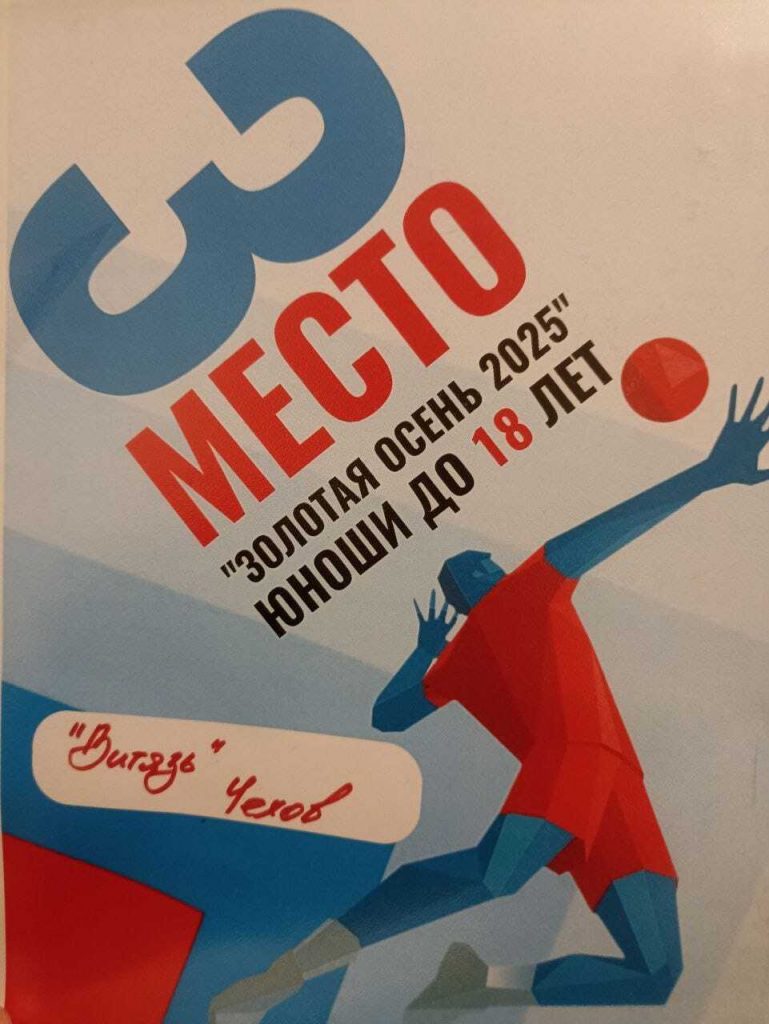 3
МЕСТО
"ЗОЛОТАЯ ОСЕНЬ 2025"
ЮНОШИ ДО 18 ЛЕТ
"Витязь" Чехов